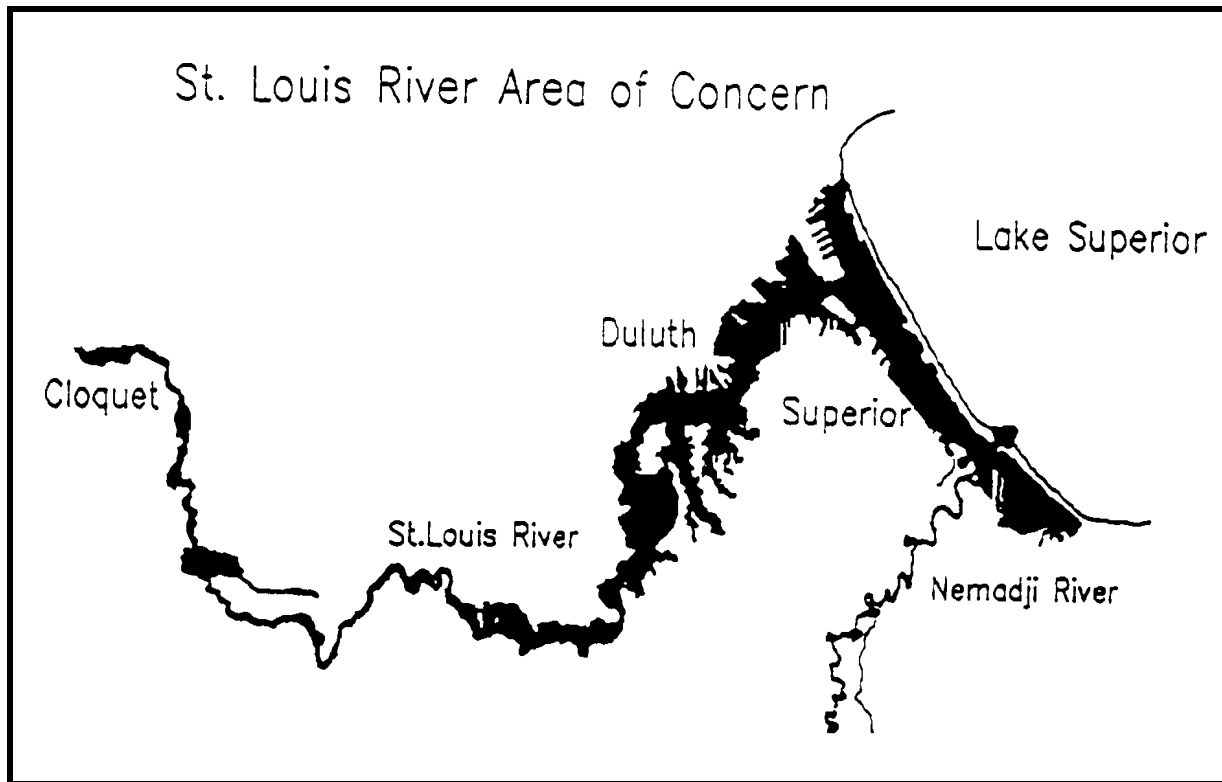 St. Louis River Area of Concern
Lake Superior
Duluth
Cloquet
Superior
St.Louis River
Nemadji River